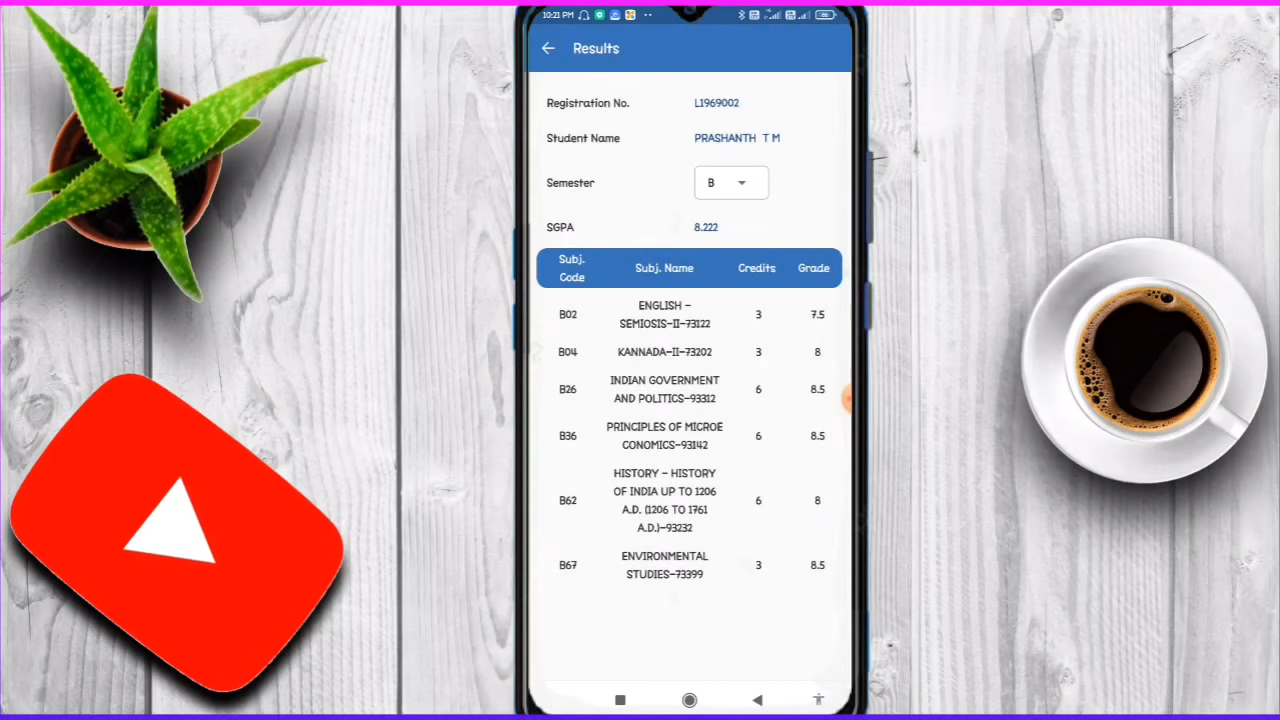 10:21 PM
Results
Registration No. L1969002
Student Name PRASHANTH T M
Semester B
SGPA 8.222
Subj. Code Subj. Name Credits Grade
B02 ENGLISH - SEMIOSIS-II-73122 3 7.5
B04 KANNADA-II-73202 3 8
B26 INDIAN GOVERNMENT AND POLITICS-93312 6 8.5
B36 PRINCIPLES OF MICROE CONOMICS-93142 6 8.5
B62 HISTORY - HISTORY OF INDIA UP TO 1206 A.D. (1206 TO 1761 A.D.)-93232 6 8
B67 ENVIRONMENTAL STUDIES-73399 3 8.5